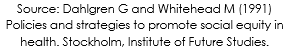 Source: Dahlgren G and Whitehead M (1991)
Policies and strategies to promote social equity in
health. Stockholm, Institute of Future Studies.